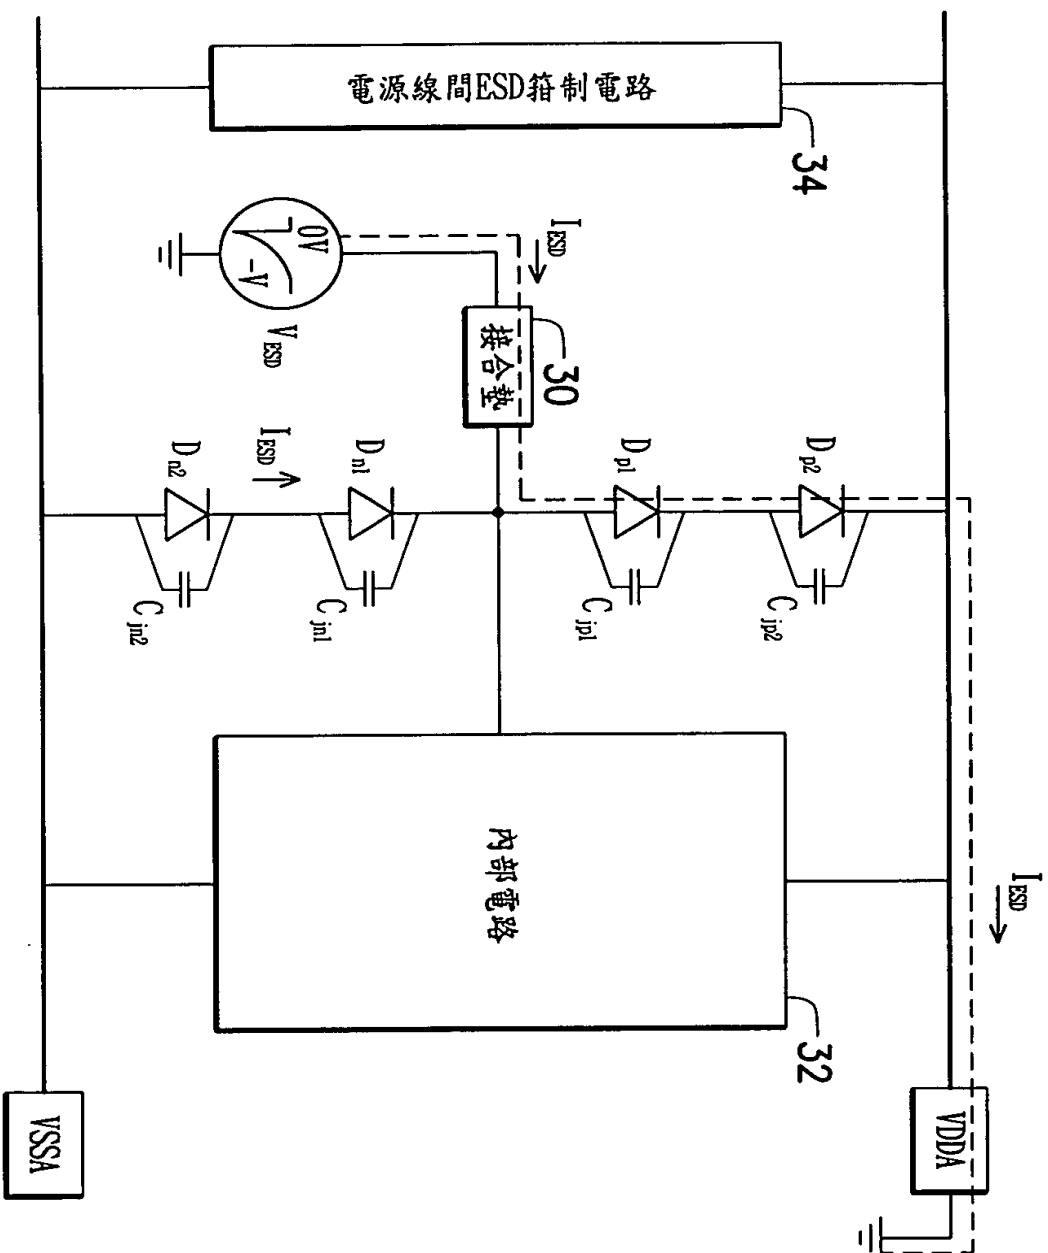 電源線間ESD箝制電路
34
I_ESD
0V
-V
V_ESD
接合墊
30
D_n2
I_ESD
D_n1
D_p1
D_p2
C_jn2
C_jn1
C_jp1
C_jp2
內部電路
32
I_ESD
VSSA
VDDA